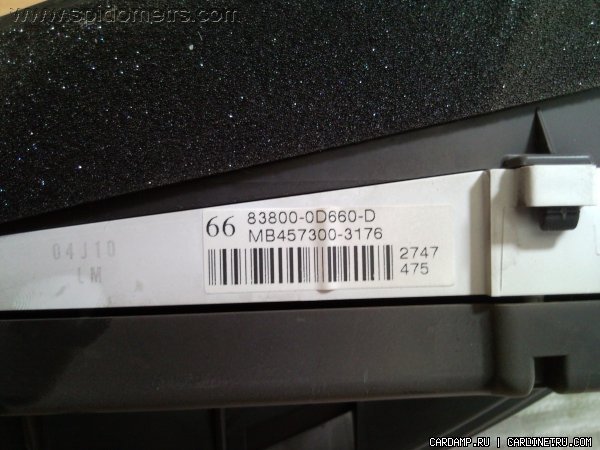 www.spidometrs.com
66 83800-0D660-D
MB457300-3176
2747
475
04J10
LM
CARDAMP.RU | CARDINETRU.COM